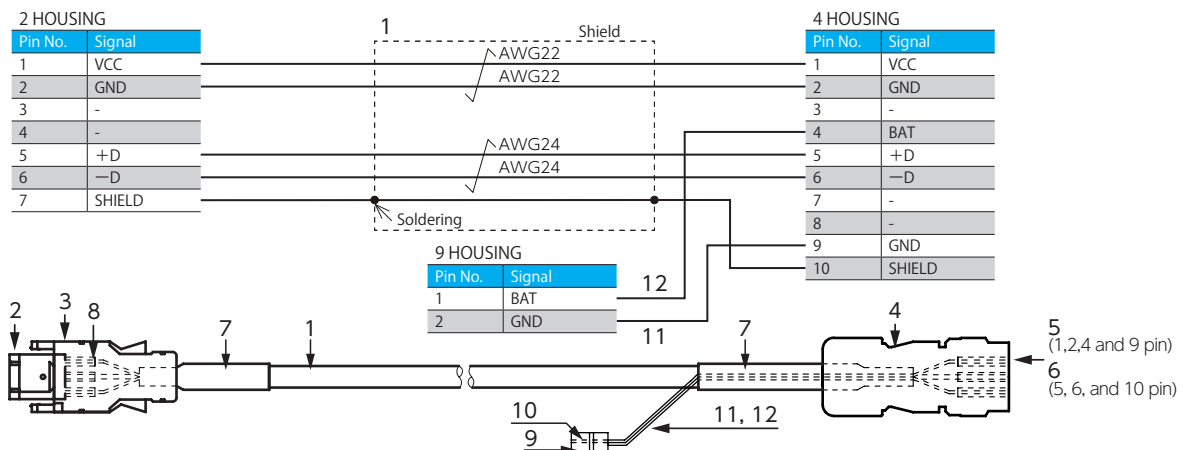 2 HOUSING
Pin No. Signal
1 VCC
2 GND
3 -
4 -
5 +D
6 −D
7 SHIELD
1
Shield
AWG22
AWG22
AWG24
AWG24
Soldering
4 HOUSING
Pin No. Signal
1 VCC
2 GND
3 -
4 BAT
5 +D
6 −D
7 -
8 -
9 GND
10 SHIELD
9 HOUSING
Pin No. Signal
1 BAT
2 GND
12
11
2
3
8
7
1
7
4
5
(1,2,4 and 9 pin)
6
(5, 6, and 10 pin)
10
9
11, 12